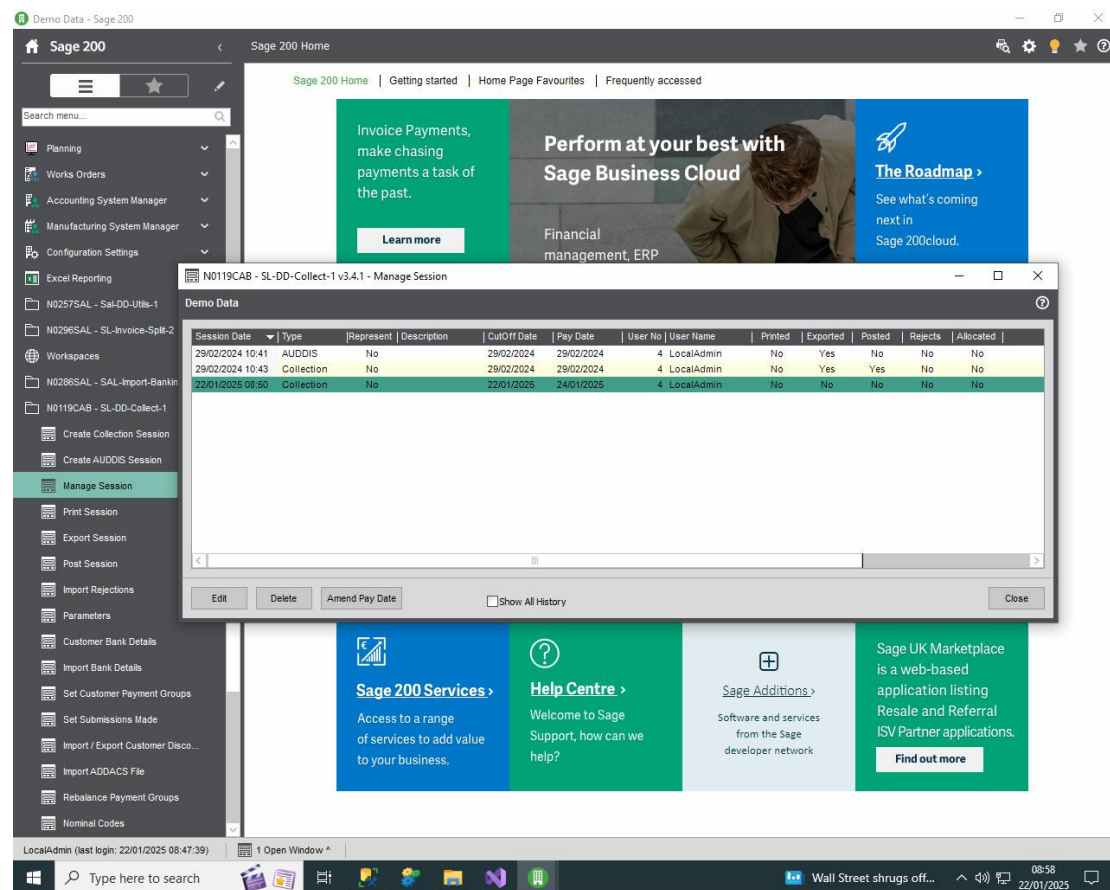 Demo Data - Sage 200
Sage 200
Sage 200 Home
Sage 200 Home | Getting started | Home Page Favourites | Frequently accessed
Search menu...
Planning
Works Orders
Accounting System Manager
Manufacturing System Manager
Configuration Settings
Excel Reporting
N0257SAL - Sal-DD-Utils-1
N0296SAL - SL-Invoice-Split-2
Workspaces
N0286SAL - SAL-Import-Bankin
N0119CAB - SL-DD-Collect-1
Create Collection Session
Create AUDDIS Session
Manage Session
Print Session
Export Session
Post Session
Import Rejections
Parameters
Customer Bank Details
Import Bank Details
Set Customer Payment Groups
Set Submissions Made
Import / Export Customer Disco...
Import ADDACS File
Rebalance Payment Groups
Nominal Codes
Invoice Payments,
make chasing
payments a task of
the past.
Learn more
Perform at your best with
Sage Business Cloud
Financial
management, ERP
The Roadmap >
See what's coming
next in
Sage 200cloud.
N0119CAB - SL-DD-Collect-1 v3.4.1 - Manage Session
Demo Data
Session Date | Type | Represent | Description | CutOff Date | Pay Date | User No | User Name | Printed | Exported | Posted | Rejects | Allocated |
29/02/2024 10:41 AUDDIS No 29/02/2024 29/02/2024 4 LocalAdmin No Yes No No No
29/02/2024 10:43 Collection No 29/02/2024 29/02/2024 4 LocalAdmin No Yes Yes No No
22/01/2025 08:50 Collection No 22/01/2025 24/01/2025 4 LocalAdmin No No No No No
Edit Delete Amend Pay Date Show All History Close
Sage 200 Services >
Access to a range
of services to add value
to your business.
Help Centre >
Welcome to Sage
Support, how can we
help?
Sage Additions >
Software and services
from the Sage
developer network
Sage UK Marketplace
is a web-based
application listing
Resale and Referral
ISV Partner applications.
Find out more
LocalAdmin (last login: 22/01/2025 08:47:39) 1 Open Window ^
Type here to search
Wall Street shrugs off...
08:58
22/01/2025